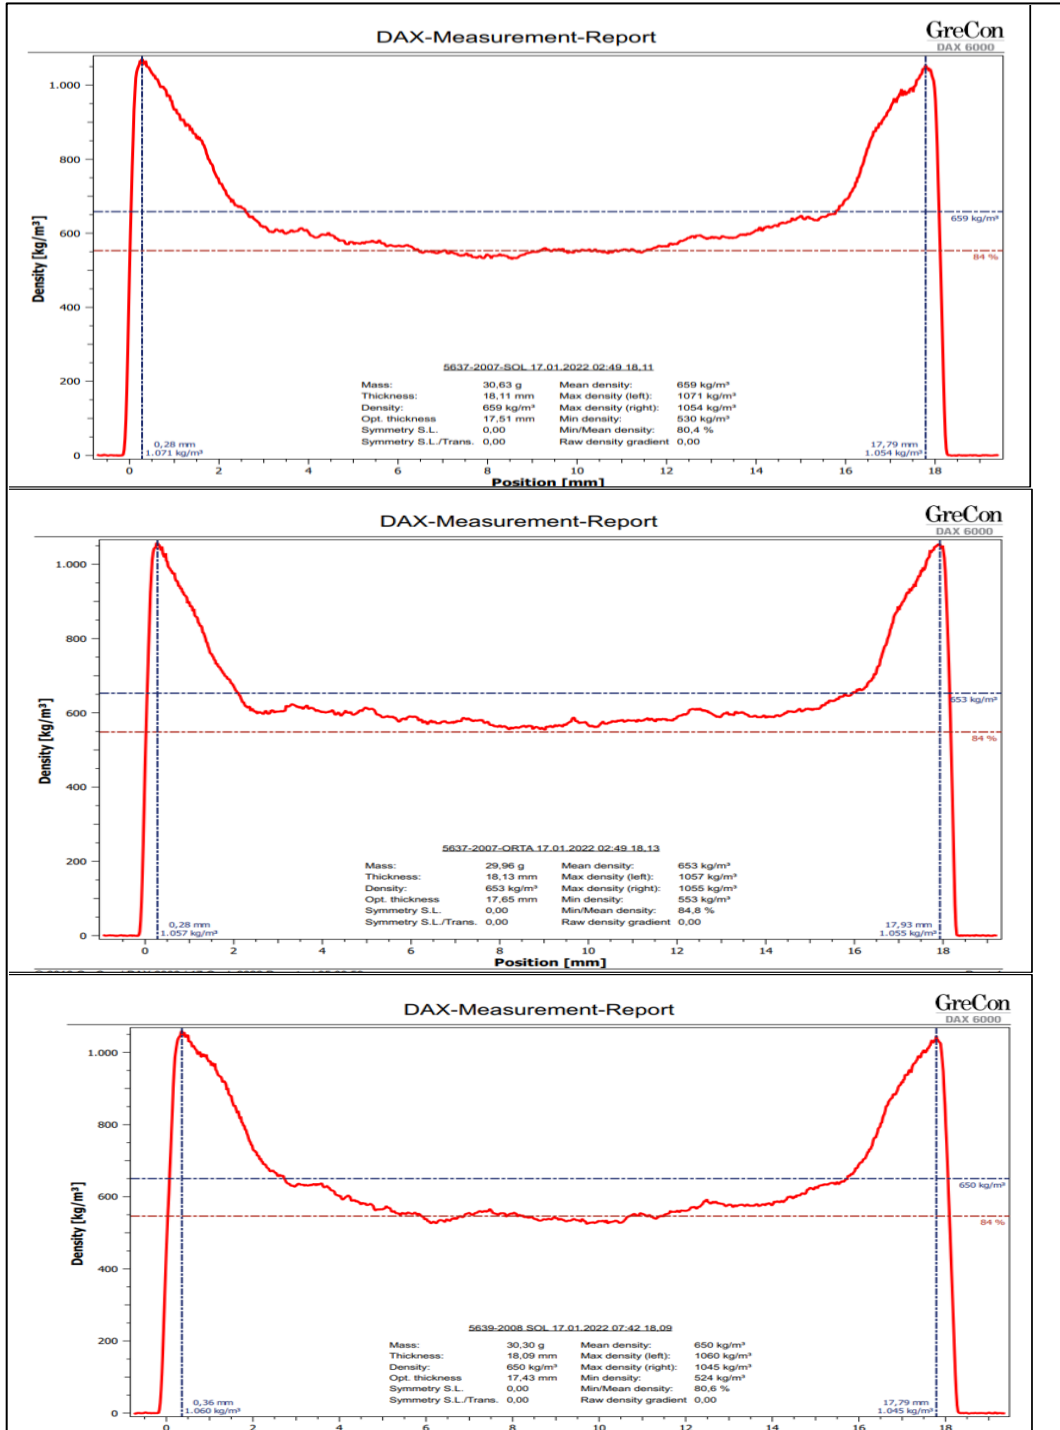 DAX-Measurement-Report
GreCon
DAX 6000
Density [kg/m³]
1.000
800
600
400
200
0
659 kg/m³
84 %
5637-2007-SOL 17.01.2022 02:49 18,11
Mass: 30,63 g Mean density: 659 kg/m³
Thickness: 18,11 mm Max density (left): 1071 kg/m³
Density: 659 kg/m³ Max density (right): 1054 kg/m³
Opt. thickness 17,51 mm Min density: 530 kg/m³
Symmetry S.L. 0,00 Min/Mean density: 80,4 %
Symmetry S.L./Trans. 0,00 Raw density gradient 0,00
0,28 mm
1.071 kg/m³
17,79 mm
1.054 kg/m³
0 2 4 6 8 10 12 14 16 18
Position [mm]
DAX-Measurement-Report
GreCon
DAX 6000
Density [kg/m³]
1.000
800
600
400
200
0
653 kg/m³
84 %
5637-2007-ORTA 17.01.2022 02:49 18,13
Mass: 29,96 g Mean density: 653 kg/m³
Thickness: 18,13 mm Max density (left): 1057 kg/m³
Density: 653 kg/m³ Max density (right): 1055 kg/m³
Opt. thickness 17,65 mm Min density: 553 kg/m³
Symmetry S.L. 0,00 Min/Mean density: 84,8 %
Symmetry S.L./Trans. 0,00 Raw density gradient 0,00
0,28 mm
1.057 kg/m³
17,93 mm
1.055 kg/m³
0 2 4 6 8 10 12 14 16 18
Position [mm]
DAX-Measurement-Report
GreCon
DAX 6000
Density [kg/m³]
1.000
800
600
400
200
0
650 kg/m³
84 %
5639-2008 SOL 17.01.2022 07:42 18,09
Mass: 30,30 g Mean density: 650 kg/m³
Thickness: 18,09 mm Max density (left): 1060 kg/m³
Density: 650 kg/m³ Max density (right): 1045 kg/m³
Opt. thickness 17,43 mm Min density: 524 kg/m³
Symmetry S.L. 0,00 Min/Mean density: 80,6 %
Symmetry S.L./Trans. 0,00 Raw density gradient 0,00
0,36 mm
1.060 kg/m³
17,79 mm
1.045 kg/m³
0 2 4 6 8 10 12 14 16 18